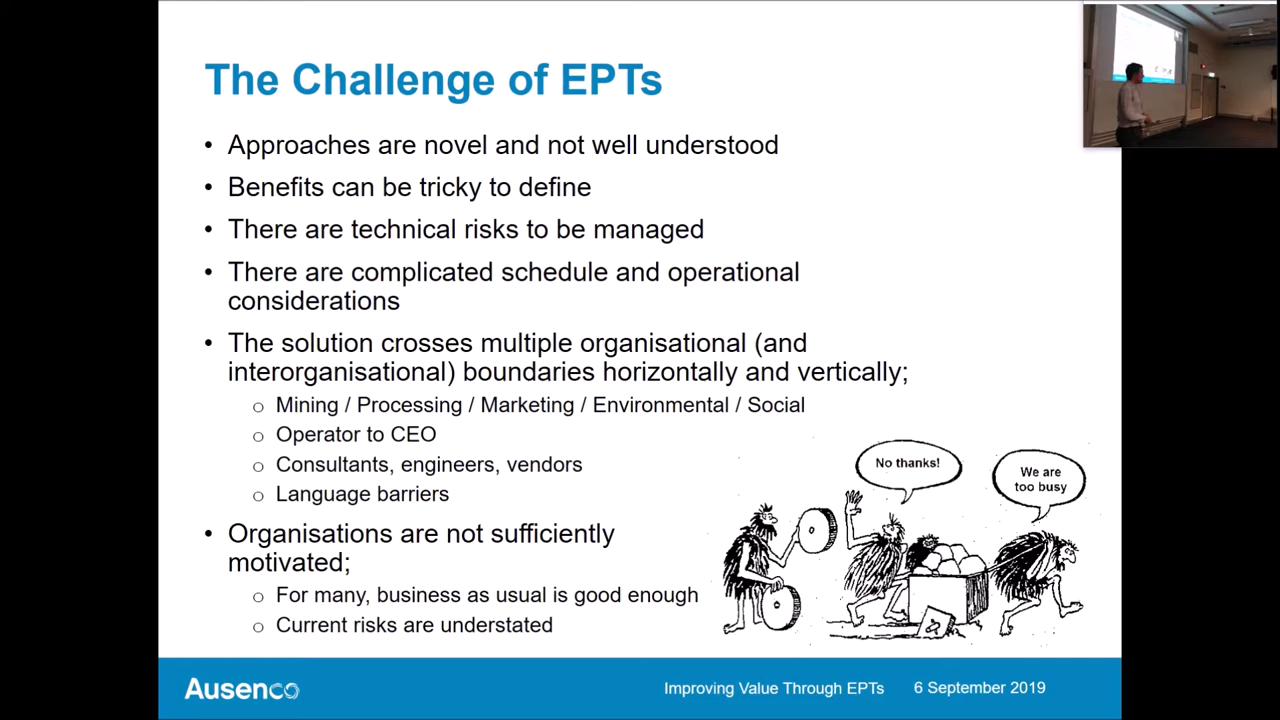 The Challenge of EPTs
• Approaches are novel and not well understood
• Benefits can be tricky to define
• There are technical risks to be managed
• There are complicated schedule and operational
considerations
• The solution crosses multiple organisational (and
interorganisational) boundaries horizontally and vertically;
o Mining / Processing / Marketing / Environmental / Social
o Operator to CEO
o Consultants, engineers, vendors
o Language barriers
• Organisations are not sufficiently
motivated;
o For many, business as usual is good enough
o Current risks are understated
No thanks!
We are
too busy
Ausenco
Improving Value Through EPTs
6 September 2019